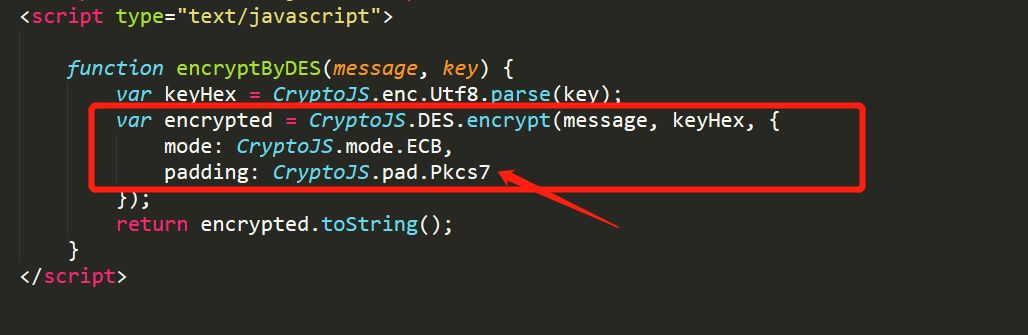 <script type="text/javascript">
function encryptByDES(message, key) {
var keyHex = CryptoJS.enc.Utf8.parse(key);
var encrypted = CryptoJS.DES.encrypt(message, keyHex, {
mode: CryptoJS.mode.ECB,
padding: CryptoJS.pad.Pkcs7
});
return encrypted.toString();
}
</script>